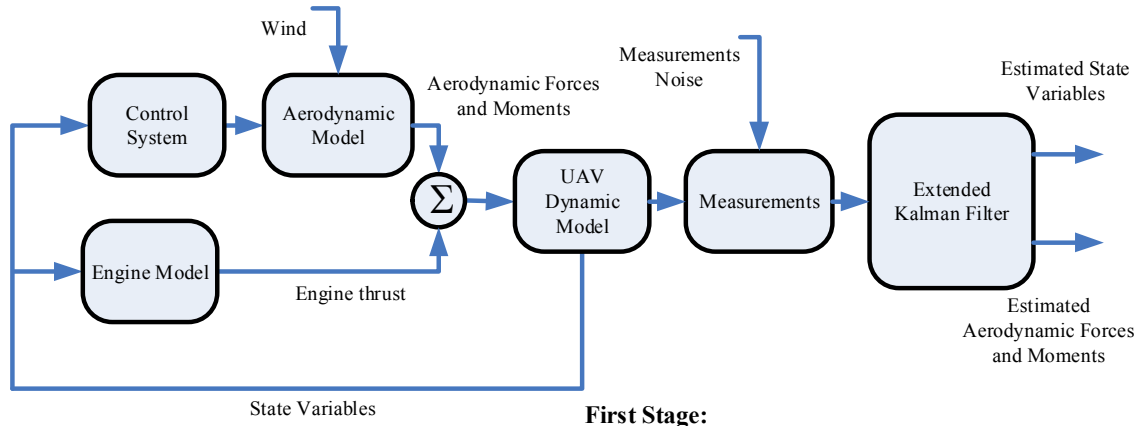 Wind
Control
System
Aerodynamic
Model
Aerodynamic Forces
and Moments
Measurements
Noise
Estimated State
Variables
Σ
UAV
Dynamic
Model
Measurements
Extended
Kalman Filter
Engine Model
Engine thrust
Estimated
Aerodynamic Forces
and Moments
State Variables
First Stage: